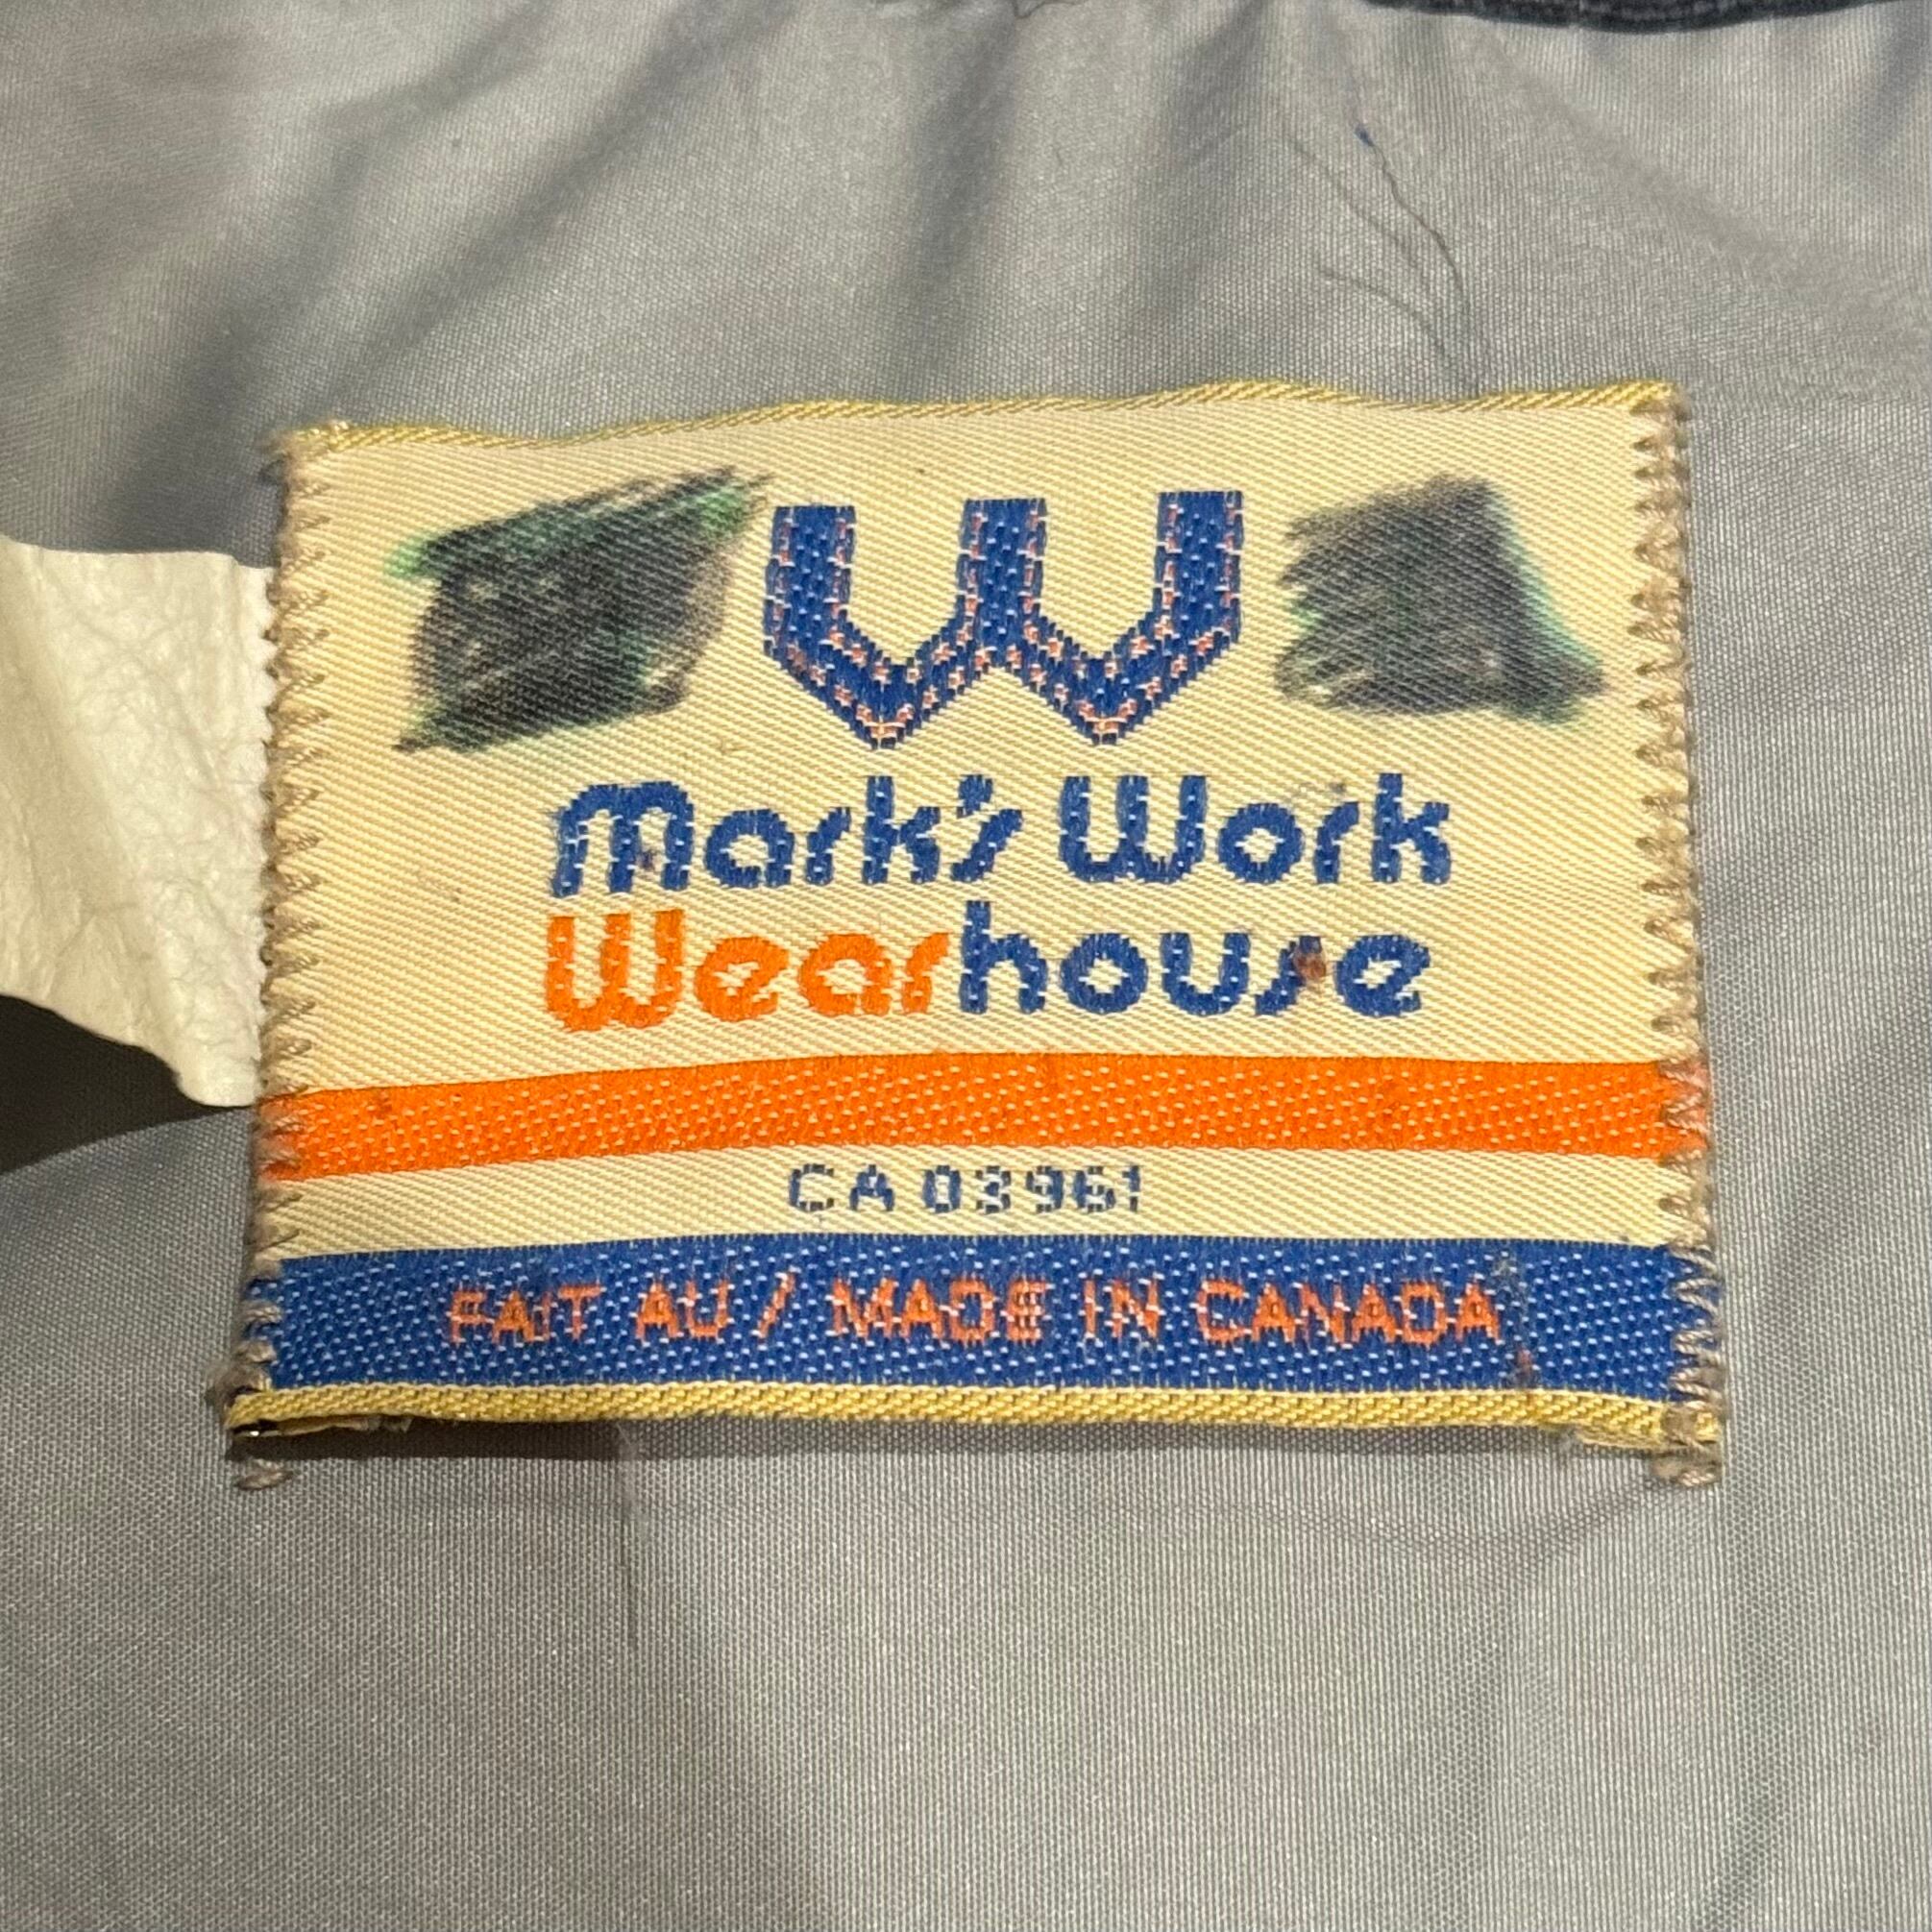 W
Mark's Work
Wearhouse
CA 03961
FAIT AU / MADE IN CANADA